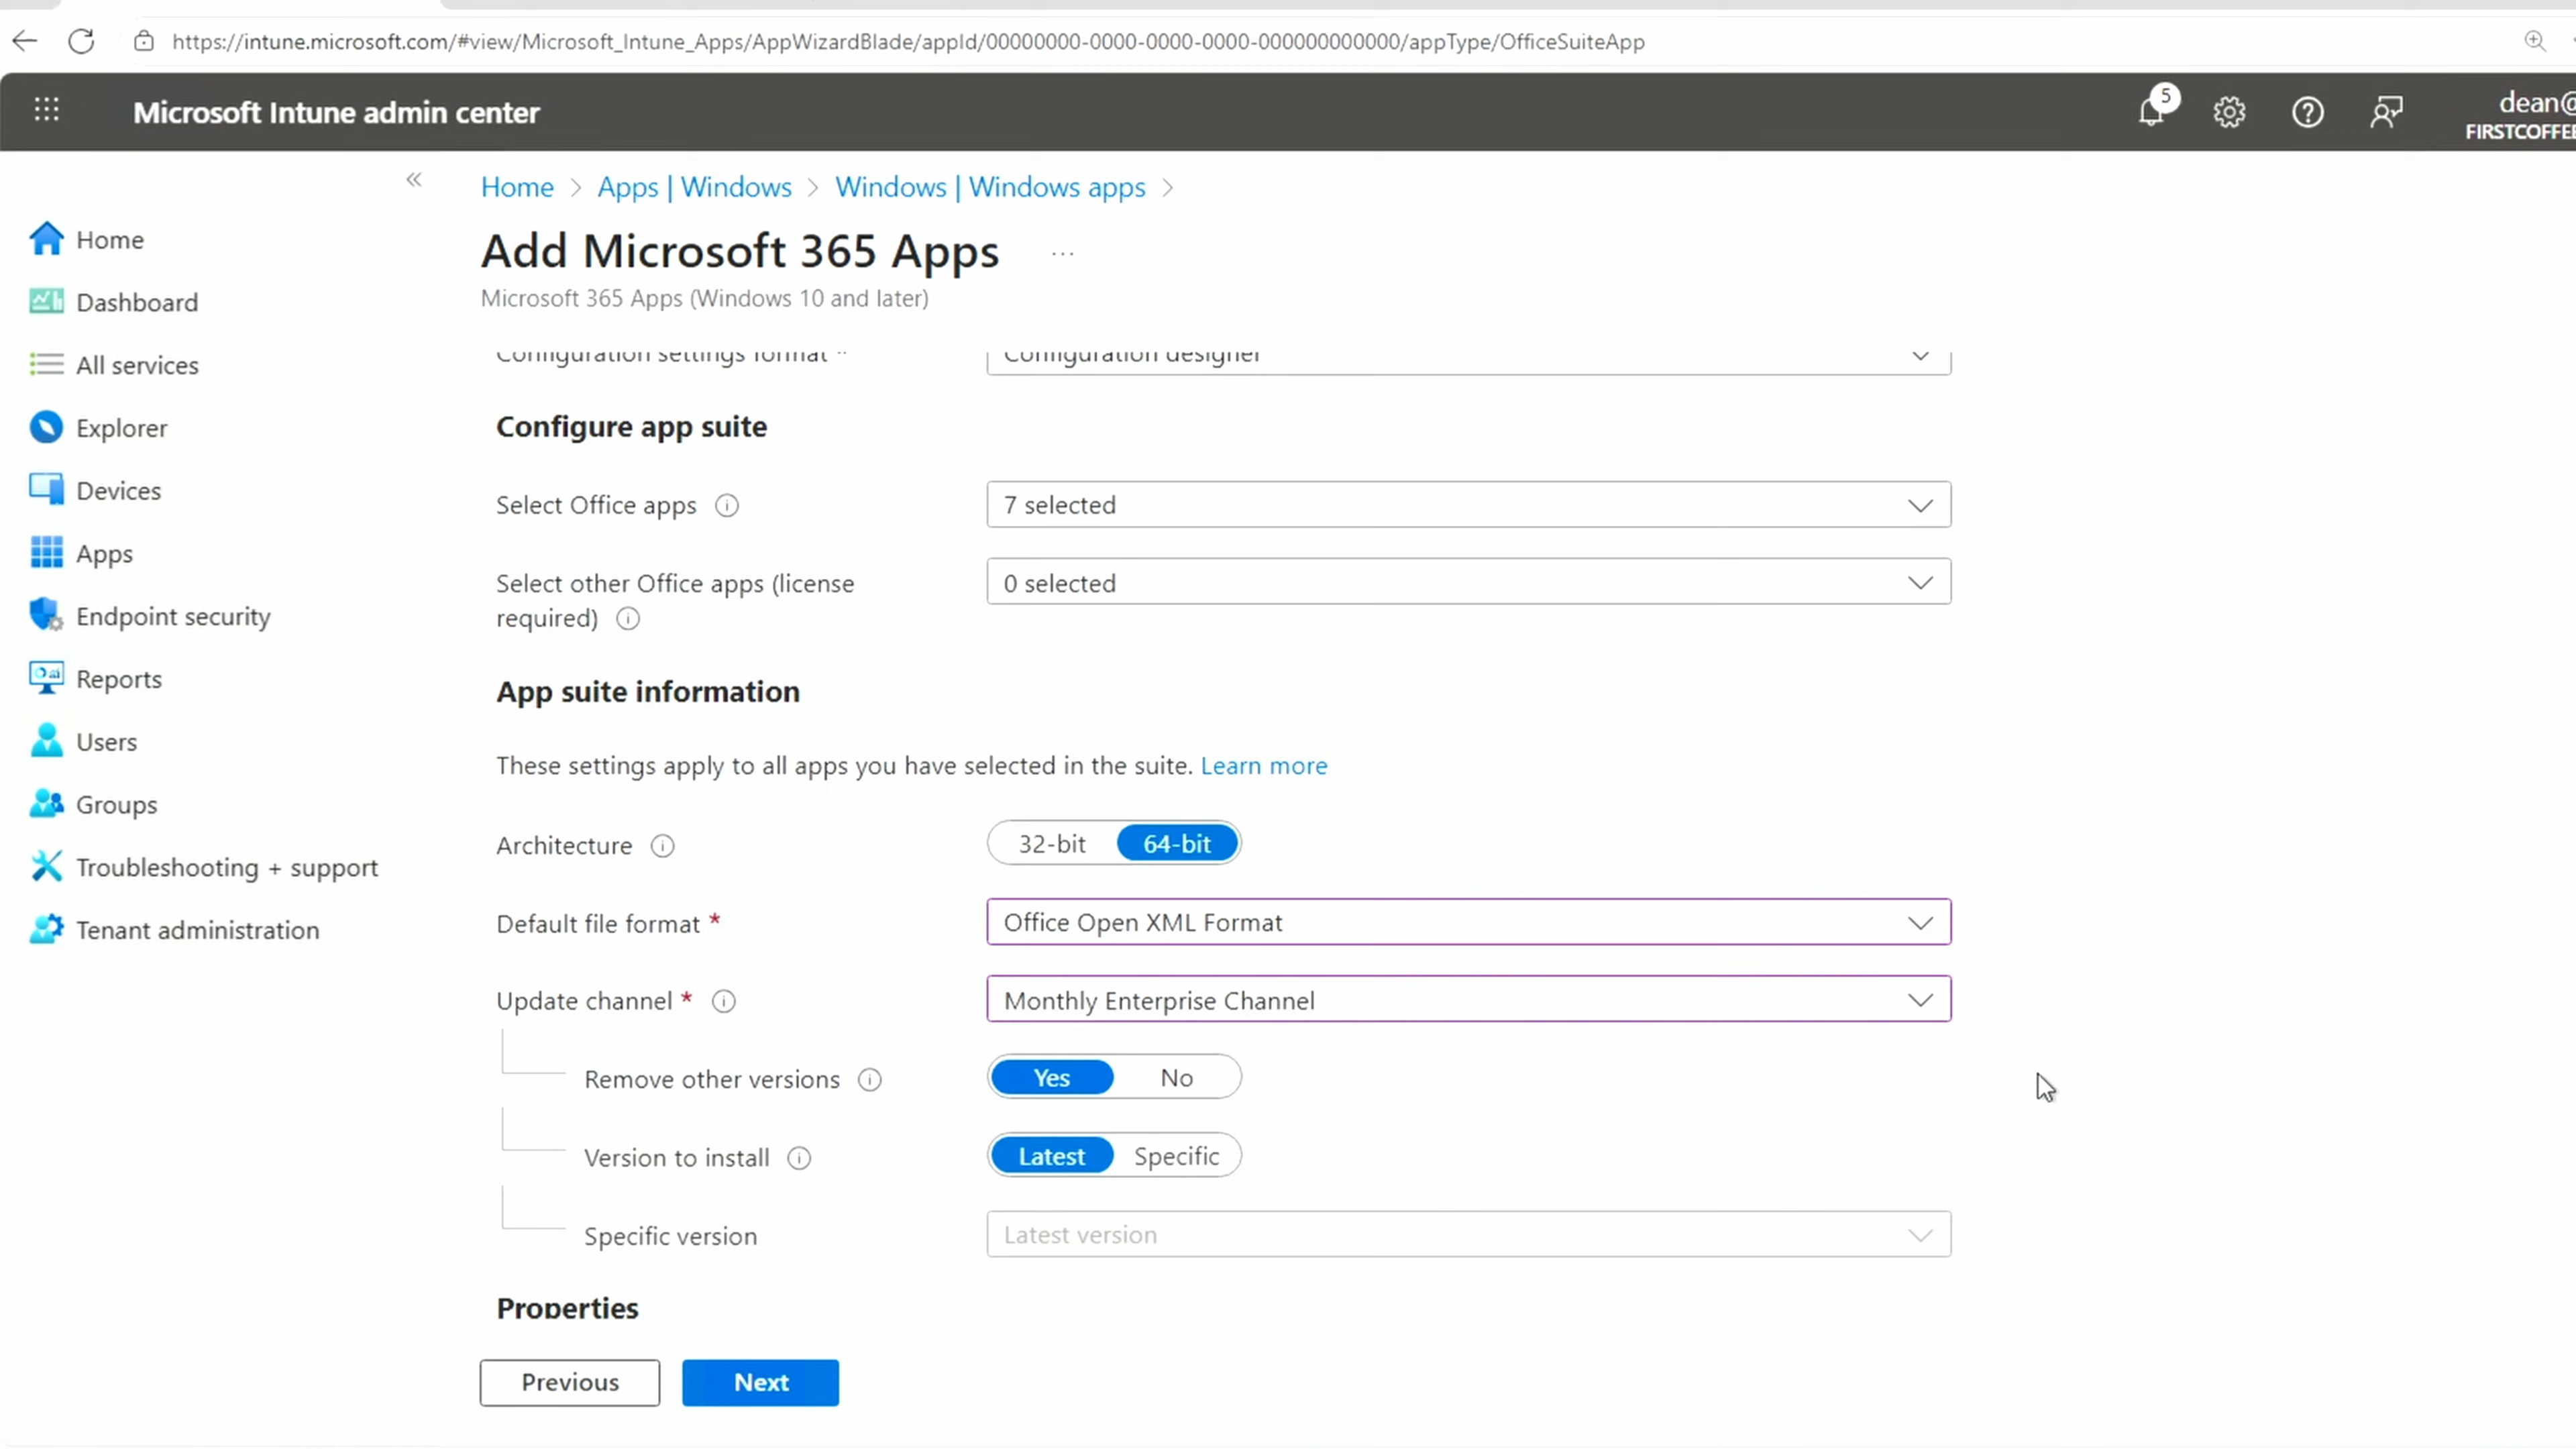 https://intune.microsoft.com/#view/Microsoft_Intune_Apps/AppWizardBlade/appId/00000000-0000-0000-0000-000000000000/appType/OfficeSuiteApp
Microsoft Intune admin center
5
dean@
FIRSTCOFFEE
Home > Apps | Windows > Windows | Windows apps >
Add Microsoft 365 Apps ...
Microsoft 365 Apps (Windows 10 and later)
Home
Dashboard
All services
Explorer
Devices
Apps
Endpoint security
Reports
Users
Groups
Troubleshooting + support
Tenant administration
Configuration settings format *
Configuration designer
Configure app suite
Select Office apps
7 selected
Select other Office apps (license
required)
0 selected
App suite information
These settings apply to all apps you have selected in the suite. Learn more
Architecture
32-bit 64-bit
Default file format *
Office Open XML Format
Update channel *
Monthly Enterprise Channel
Remove other versions
Yes No
Version to install
Latest Specific
Specific version
Latest version
Properties
Previous Next